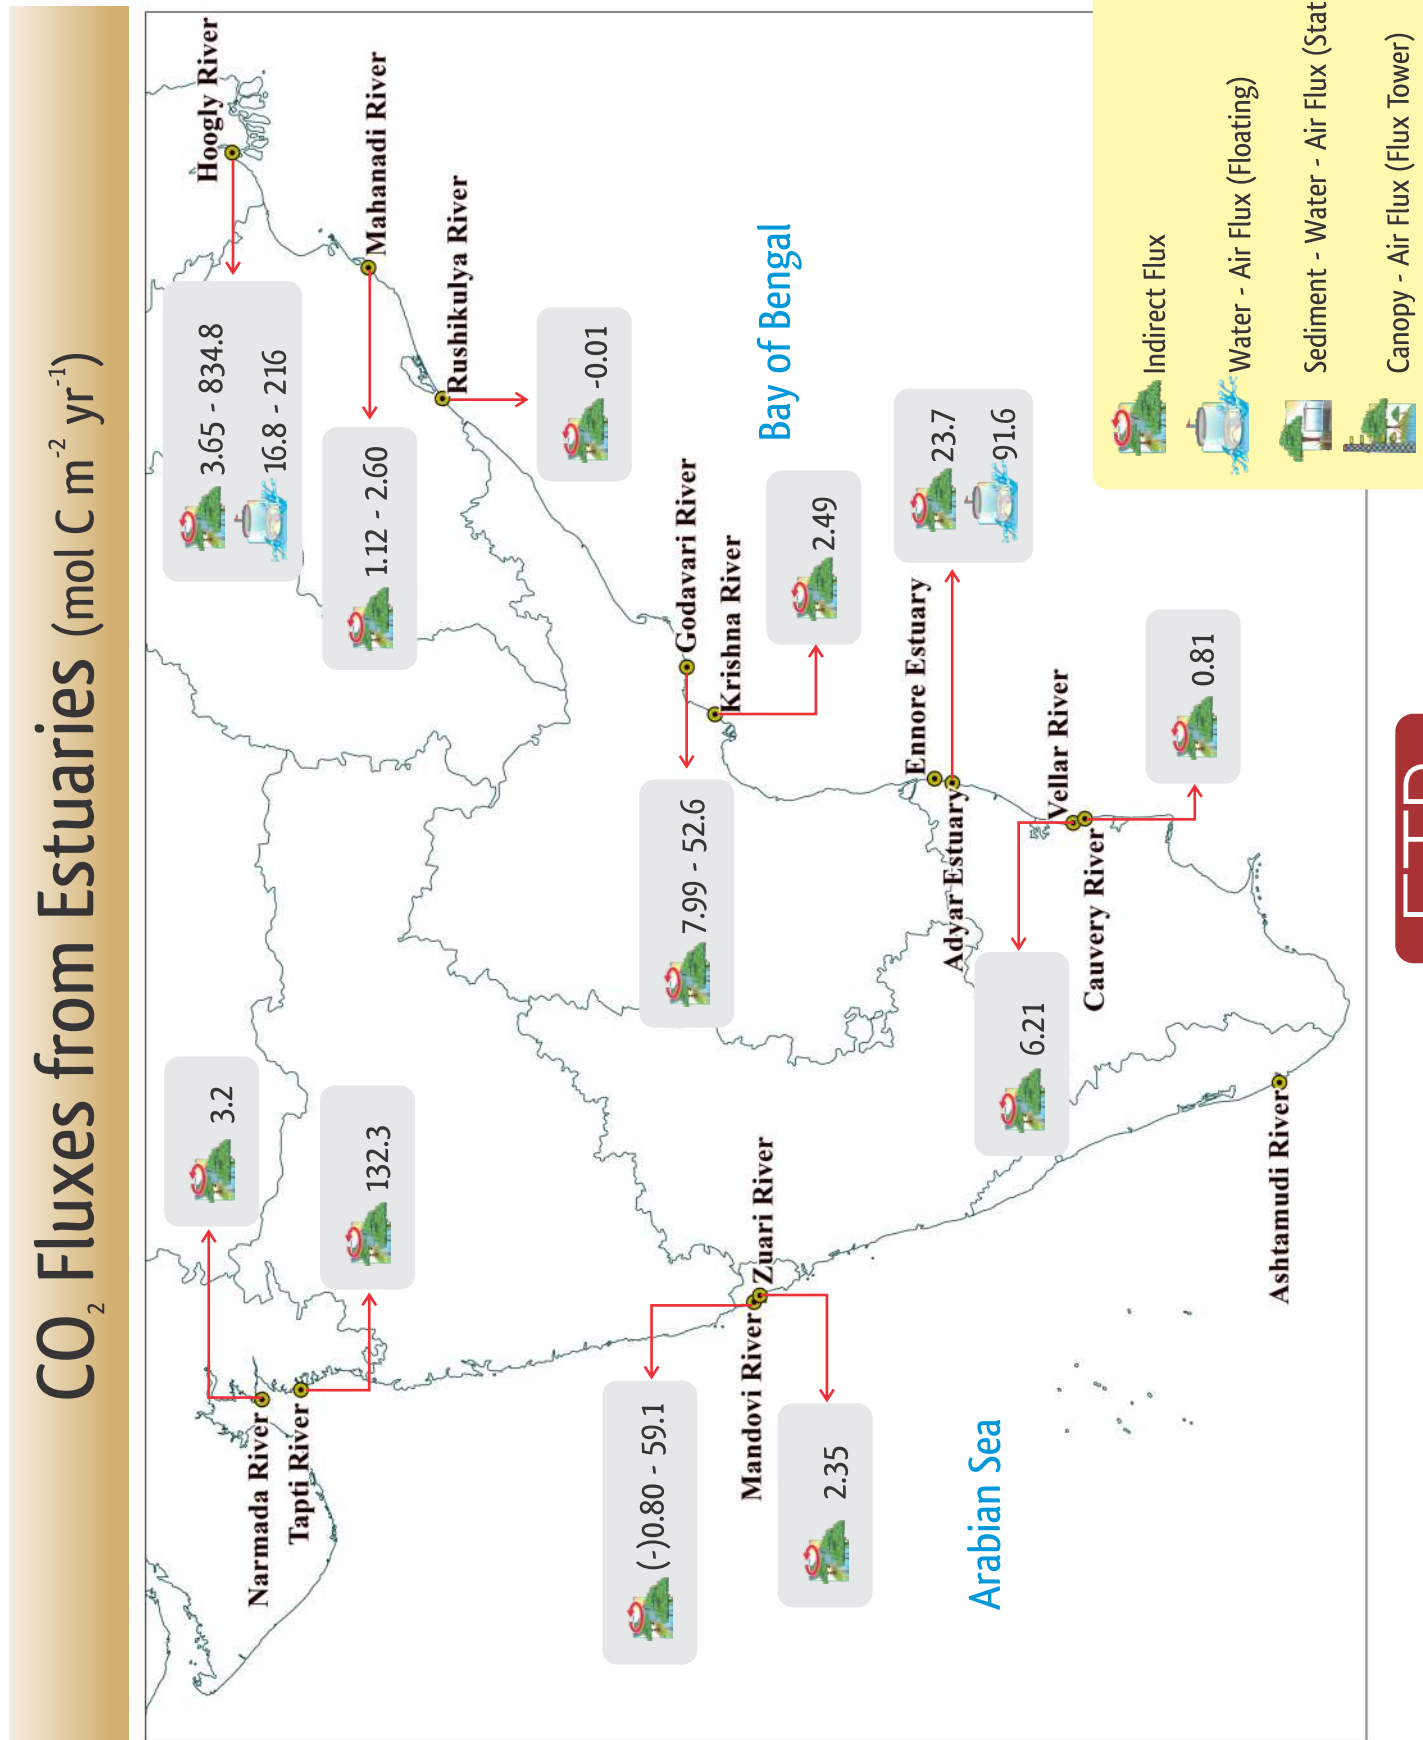 CO2 Fluxes from Estuaries (mol C m-2 yr-1)
Narmada River
3.2
Tapti River
132.3
Hoogly River
3.65 - 834.8
16.8 - 216
Mahanadi River
1.12 - 2.60
Rushikulya River
-0.01
Godavari River
7.99 - 52.6
Krishna River
2.49
Mandovi River
(-)0.80 - 59.1
Zuari River
2.35
Ennore Estuary
Adyar Estuary
23.7
91.6
Vellar River
6.21
Cauvery River
0.81
Ashtamudi River
Arabian Sea
Bay of Bengal
Indirect Flux
Water - Air Flux (Floating)
Sediment - Water - Air Flux (Stat
Canopy - Air Flux (Flux Tower)